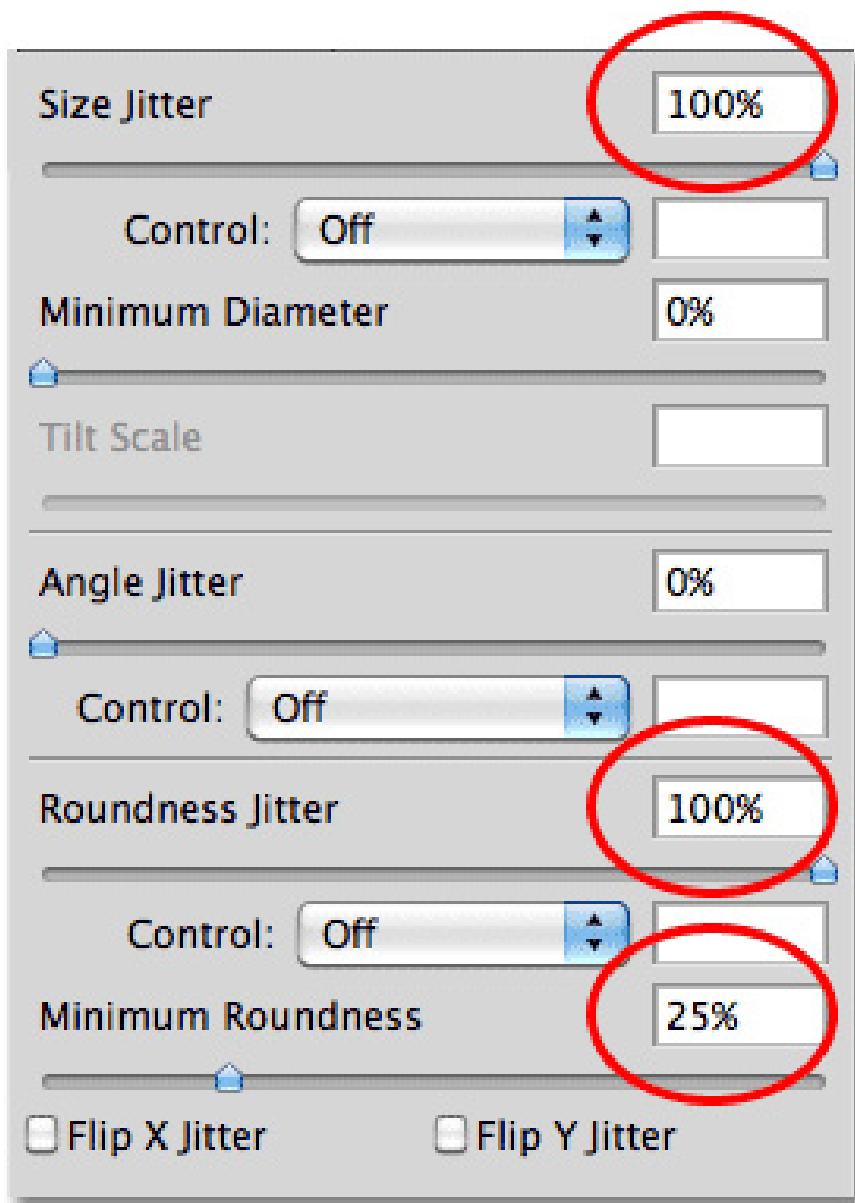 Size Jitter 100%
Control: Off
Minimum Diameter 0%
Tilt Scale
Angle Jitter 0%
Control: Off
Roundness Jitter 100%
Control: Off
Minimum Roundness 25%
Flip X Jitter Flip Y Jitter